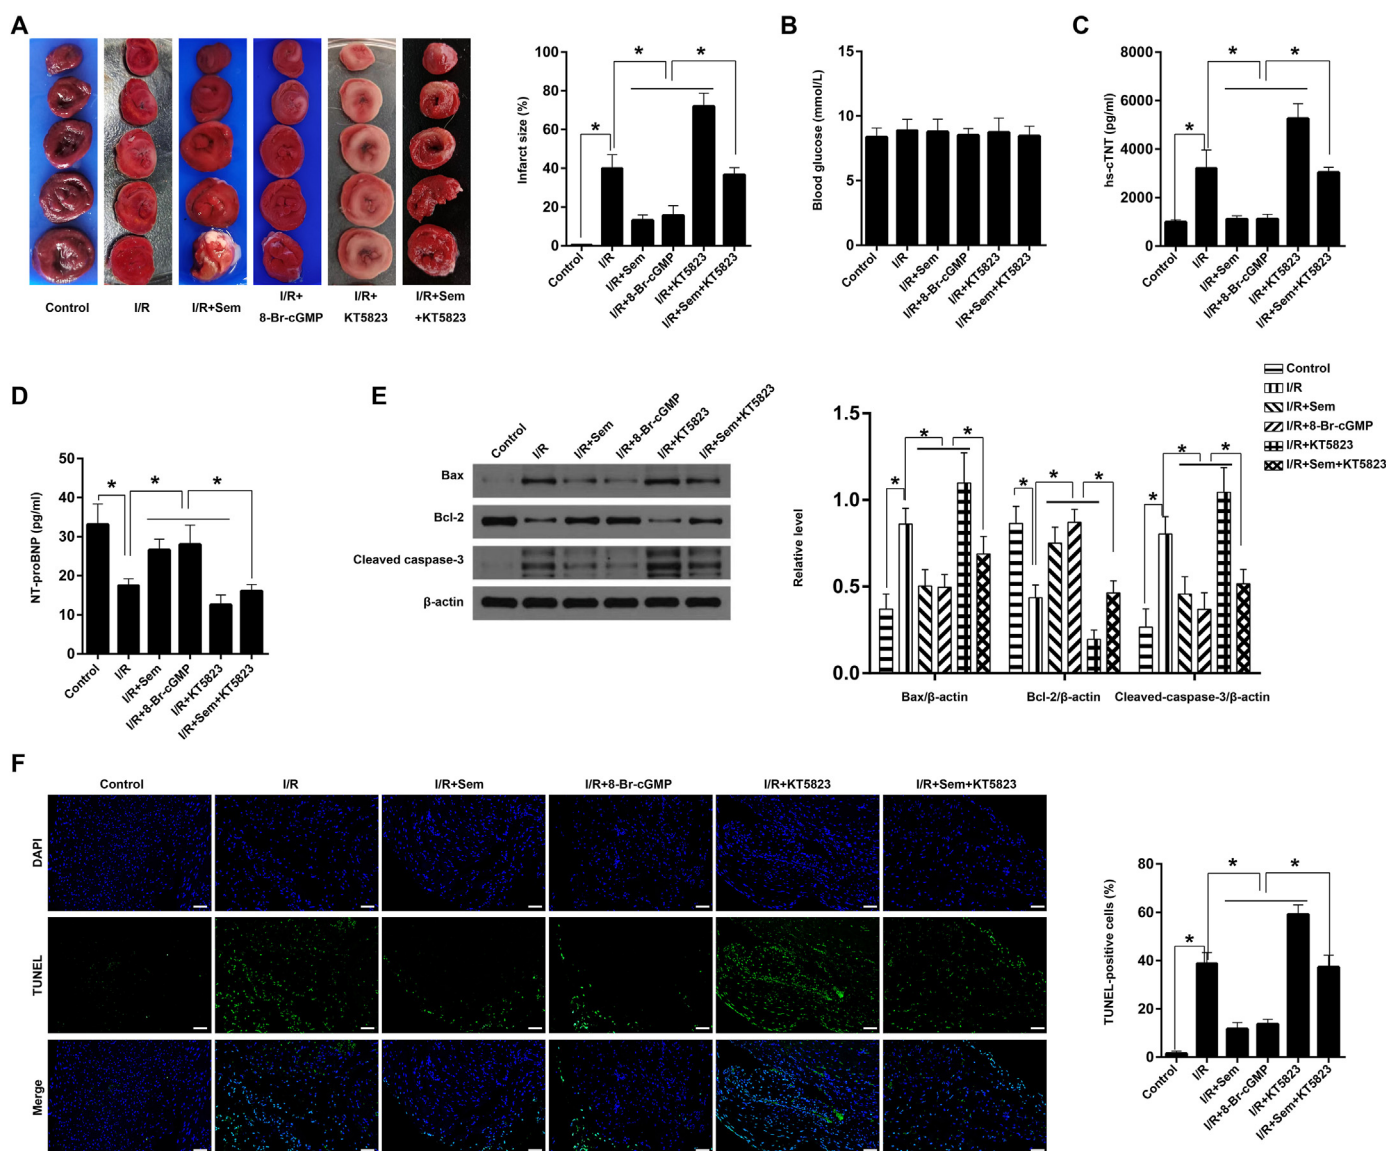 A
Control
I/R
I/R+Sem
I/R+
8-Br-cGMP
I/R+
KT5823
I/R+Sem
+KT5823
Infarct size (%)
100
80
60
40
20
0
*
*
*
Control
I/R
I/R+Sem
I/R+8-Br-cGMP
I/R+KT5823
I/R+Sem+KT5823
B
Blood glucose (mmol/L)
15
10
5
0
Control
I/R
I/R+Sem
I/R+8-Br-cGMP
I/R+KT5823
I/R+Sem+KT5823
C
hs-cTNT (pg/ml)
8000
6000
4000
2000
0
*
*
*
Control
I/R
I/R+Sem
I/R+8-Br-cGMP
I/R+KT5823
I/R+Sem+KT5823
D
NT-proBNP (pg/ml)
50
40
30
20
10
0
*
*
*
Control
I/R
I/R+Sem
I/R+8-Br-cGMP
I/R+KT5823
I/R+Sem+KT5823
E
Control
I/R
I/R+Sem
I/R+8-Br-cGMP
I/R+KT5823
I/R+Sem+KT5823
Bax
Bcl-2
Cleaved caspase-3
β-actin
Relative level
1.5
1.0
0.5
0.0
*
*
*
*
*
*
*
*
*
Bax/β-actin
Bcl-2/β-actin
Cleaved-caspase-3/β-actin
Control
I/R
I/R+Sem
I/R+8-Br-cGMP
I/R+KT5823
I/R+Sem+KT5823
F
Control
I/R
I/R+Sem
I/R+8-Br-cGMP
I/R+KT5823
I/R+Sem+KT5823
DAPI
TUNEL
Merge
TUNEL-positive cells (%)
80
60
40
20
0
*
*
*
Control
I/R
I/R+Sem
I/R+8-Br-cGMP
I/R+KT5823
I/R+Sem+KT5823